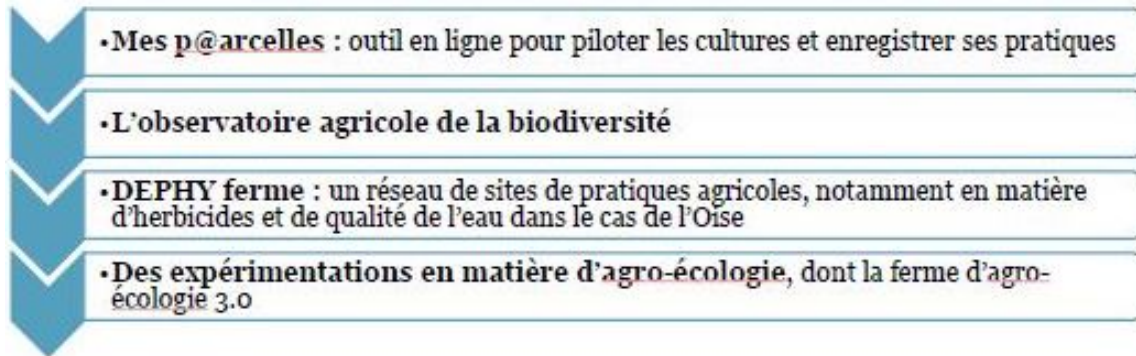 •Mes p@arcelles : outil en ligne pour piloter les cultures et enregistrer ses pratiques
•L'observatoire agricole de la biodiversité
•DEPHY ferme : un réseau de sites de pratiques agricoles, notamment en matière
d'herbicides et de qualité de l'eau dans le cas de l'Oise
•Des expérimentations en matière d'agro-écologie, dont la ferme d'agro-
écologie 3.0